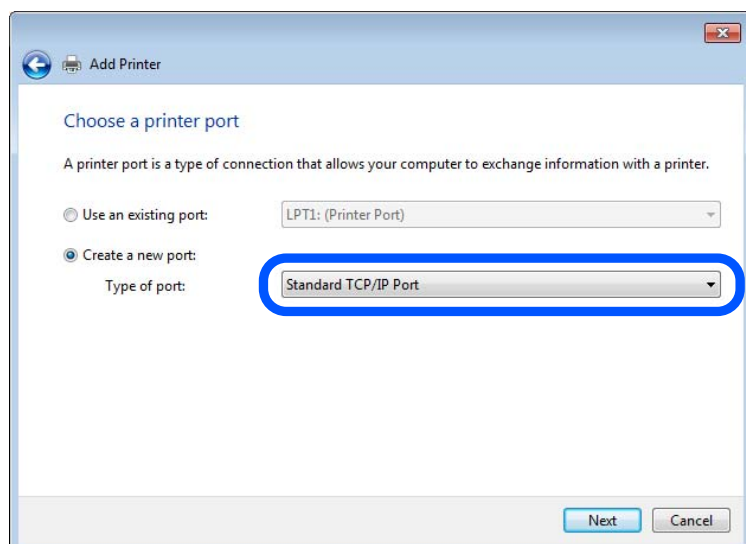 Add Printer
Choose a printer port
A printer port is a type of connection that allows your computer to exchange information with a printer.
Use an existing port: LPT1: (Printer Port)
Create a new port:
Type of port: Standard TCP/IP Port
Next Cancel